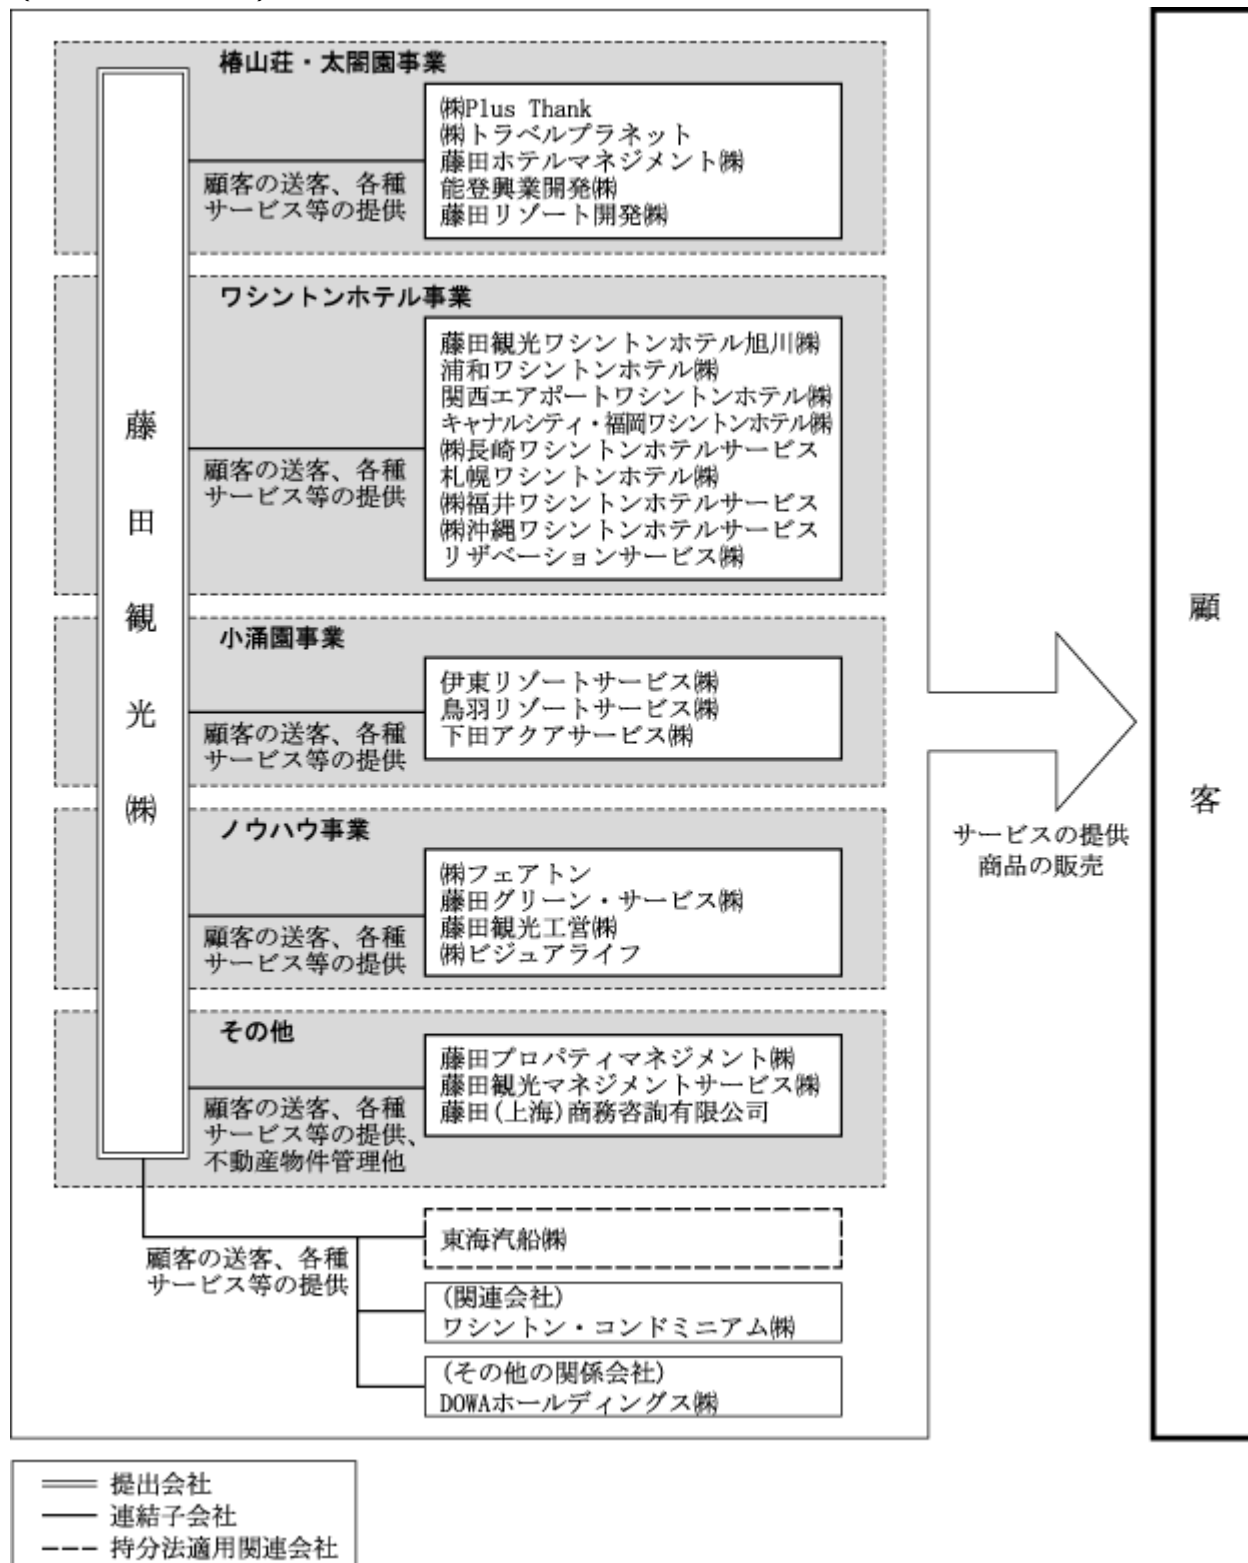 椿山荘・太閤園事業
㈱Plus Thank
㈱トラベルプラネット
藤田ホテルマネジメント㈱
能登興業開発㈱
藤田リゾート開発㈱
顧客の送客、各種
サービス等の提供
ワシントンホテル事業
藤田観光ワシントンホテル旭川㈱
浦和ワシントンホテル㈱
関西エアポートワシントンホテル㈱
キャナルシティ・福岡ワシントンホテル㈱
㈱長崎ワシントンホテルサービス
札幌ワシントンホテル㈱
㈱福井ワシントンホテルサービス
㈱沖縄ワシントンホテルサービス
リザベーションサービス㈱
顧客の送客、各種
サービス等の提供
藤田観光㈱
小涌園事業
伊東リゾートサービス㈱
鳥羽リゾートサービス㈱
下田アクアサービス㈱
顧客の送客、各種
サービス等の提供
ノウハウ事業
㈱フェアトン
藤田グリーン・サービス㈱
藤田観光工営㈱
㈱ビジュアライフ
顧客の送客、各種
サービス等の提供
その他
藤田プロパティマネジメント㈱
藤田観光マネジメントサービス㈱
藤田(上海)商務咨詢有限公司
顧客の送客、各種
サービス等の提供、
不動産物件管理他
東海汽船㈱
顧客の送客、各種
サービス等の提供
(関連会社)
ワシントン・コンドミニアム㈱
(その他の関係会社)
DOWAホールディングス㈱
サービスの提供
商品の販売
顧客
提出会社
連結子会社
持分法適用関連会社